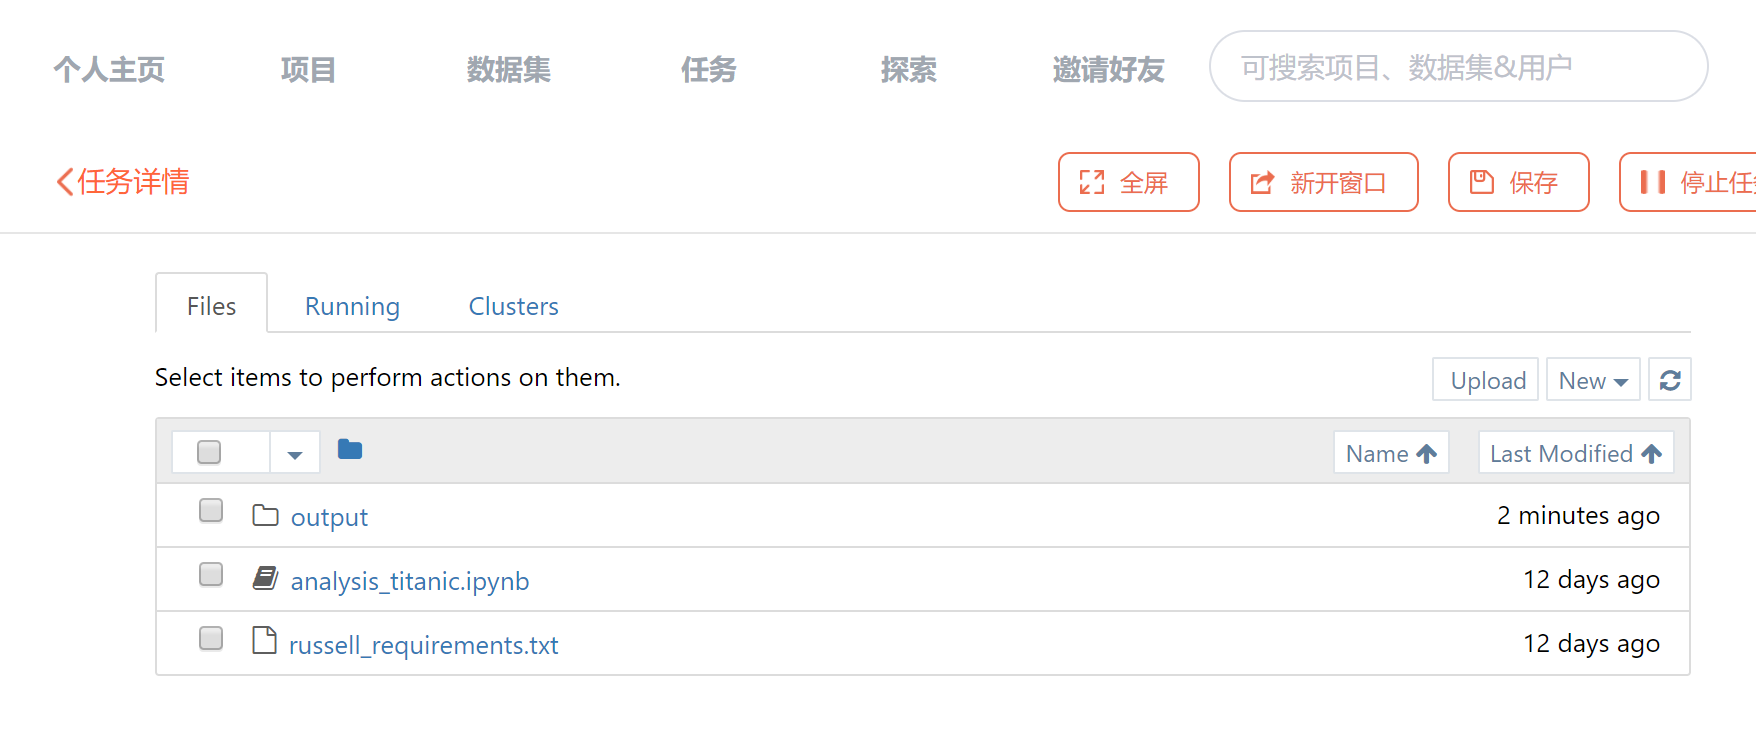 个人主页 项目 数据集 任务 探索 邀请好友 可搜索项目、数据集&用户
任务详情 全屏 新开窗口 保存 停止任
Files Running Clusters
Select items to perform actions on them. Upload New
Name Last Modified
output 2 minutes ago
analysis_titanic.ipynb 12 days ago
russell_requirements.txt 12 days ago